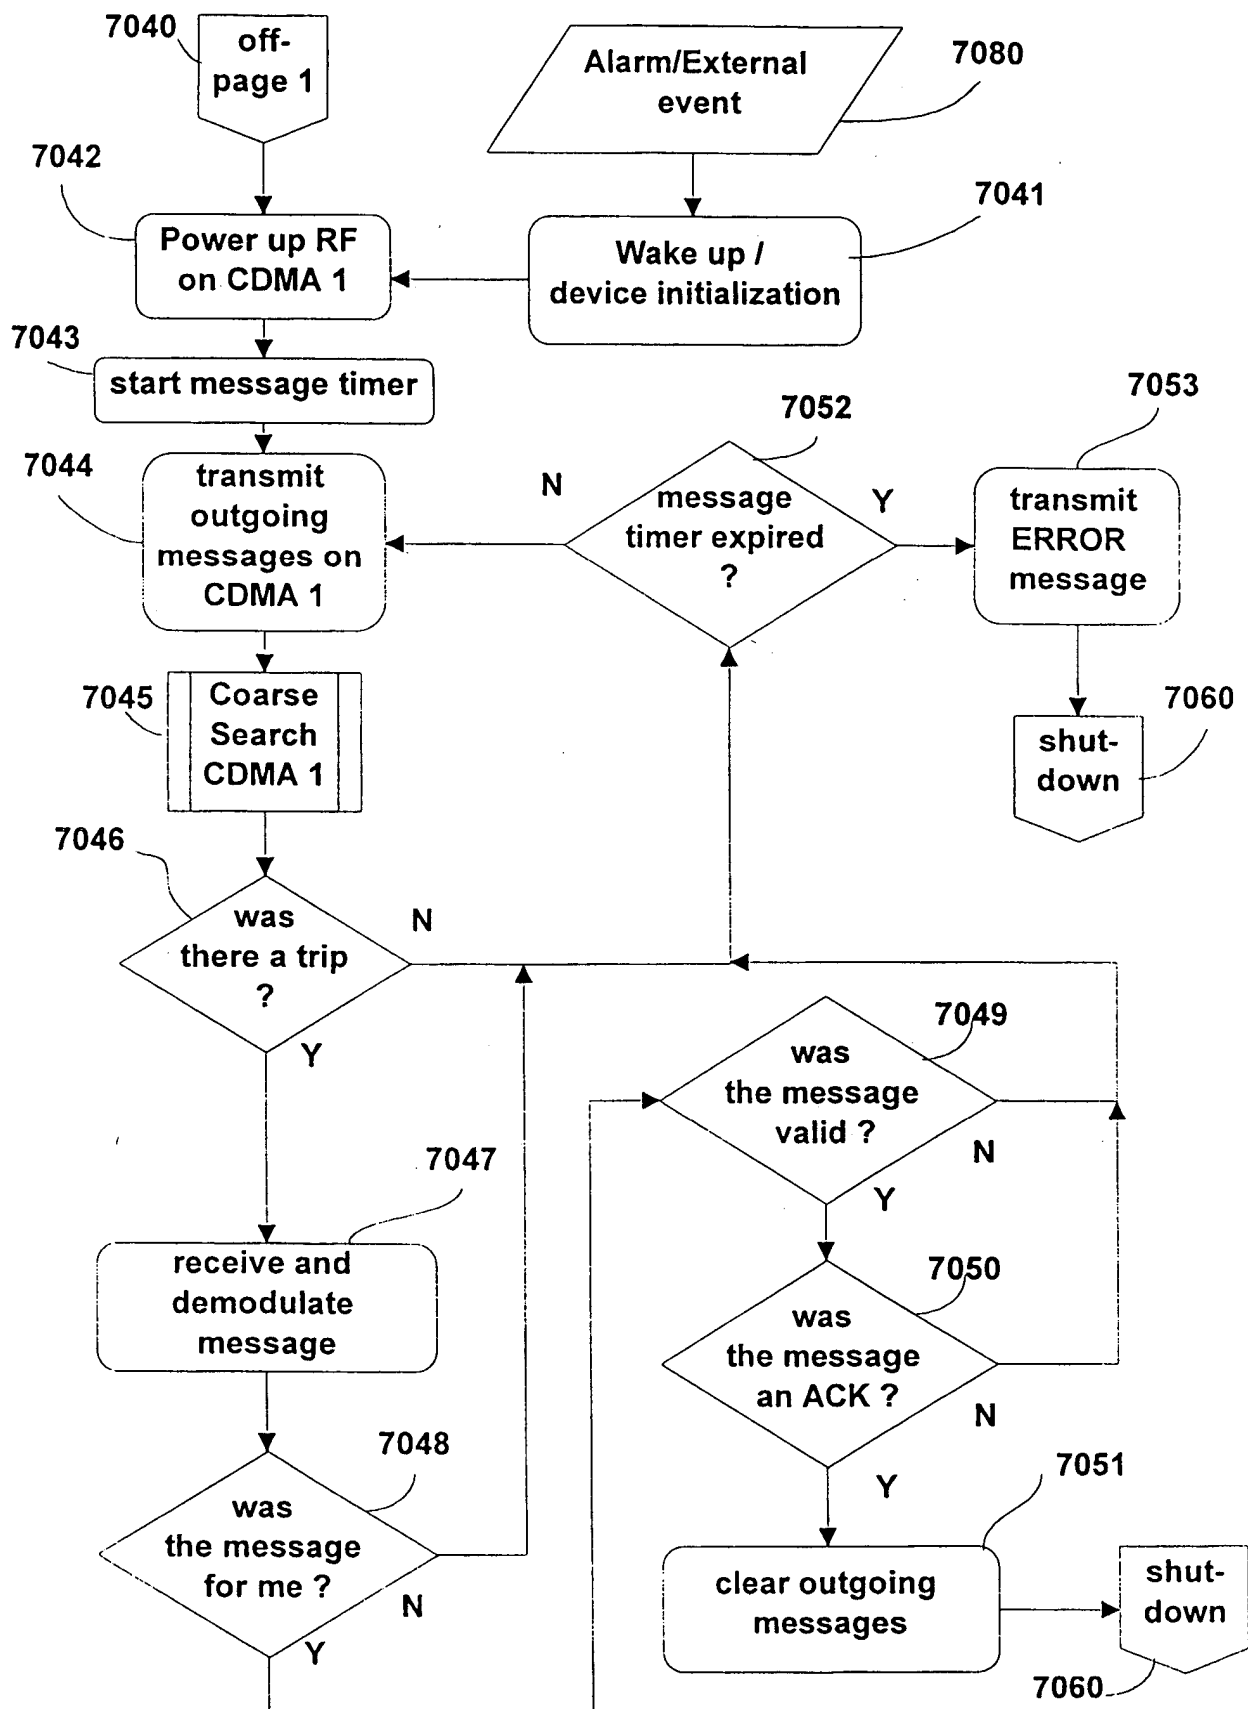 7040
off-
page 1
Alarm/External
event
7080
7042
Power up RF
on CDMA 1
7041
Wake up /
device initialization
7043
start message timer
7044
transmit
outgoing
messages on
CDMA 1
N
7052
message
timer expired
?
Y
7053
transmit
ERROR
message
7060
shut-
down
7045
Coarse
Search
CDMA 1
7046
was
there a trip
?
N
Y
7047
receive and
demodulate
message
7048
was
the message
for me ?
N
Y
7049
was
the message
valid ?
N
Y
7050
was
the message
an ACK ?
N
Y
7051
clear outgoing
messages
shut-
down
7060